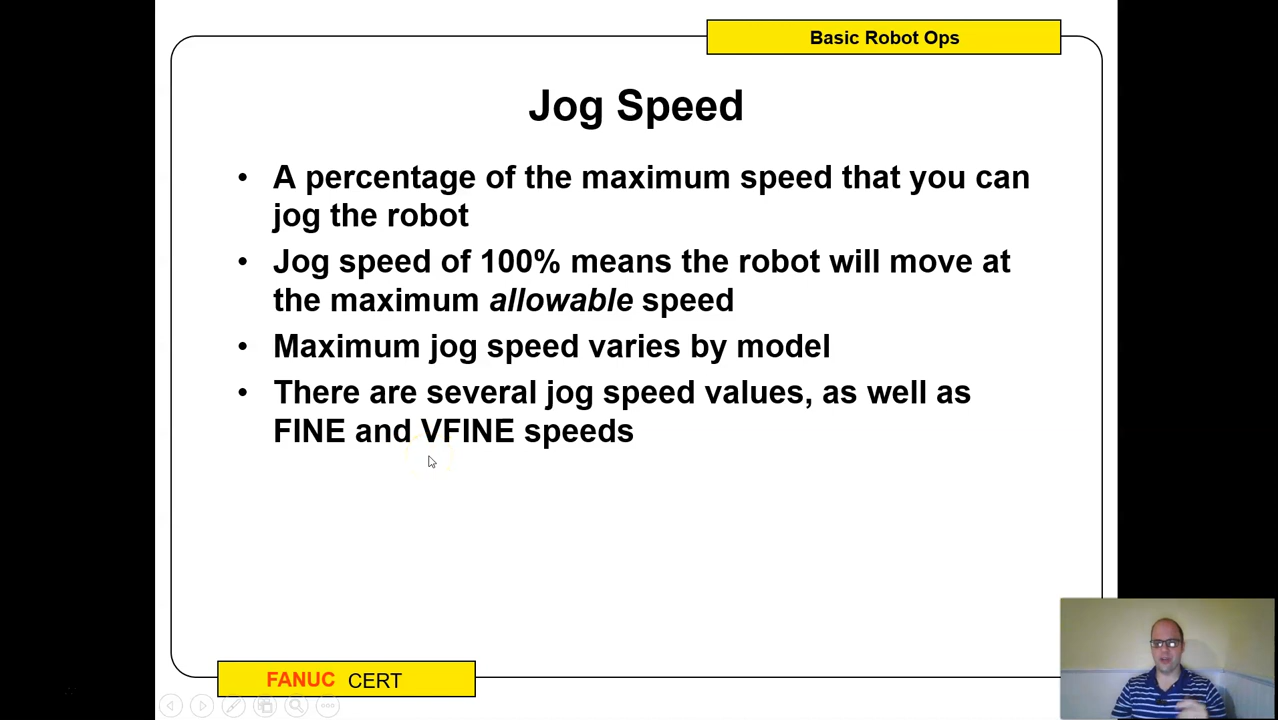 Basic Robot Ops
Jog Speed
• A percentage of the maximum speed that you can
jog the robot
• Jog speed of 100% means the robot will move at
the maximum allowable speed
• Maximum jog speed varies by model
• There are several jog speed values, as well as
FINE and VFINE speeds
FANUC CERT